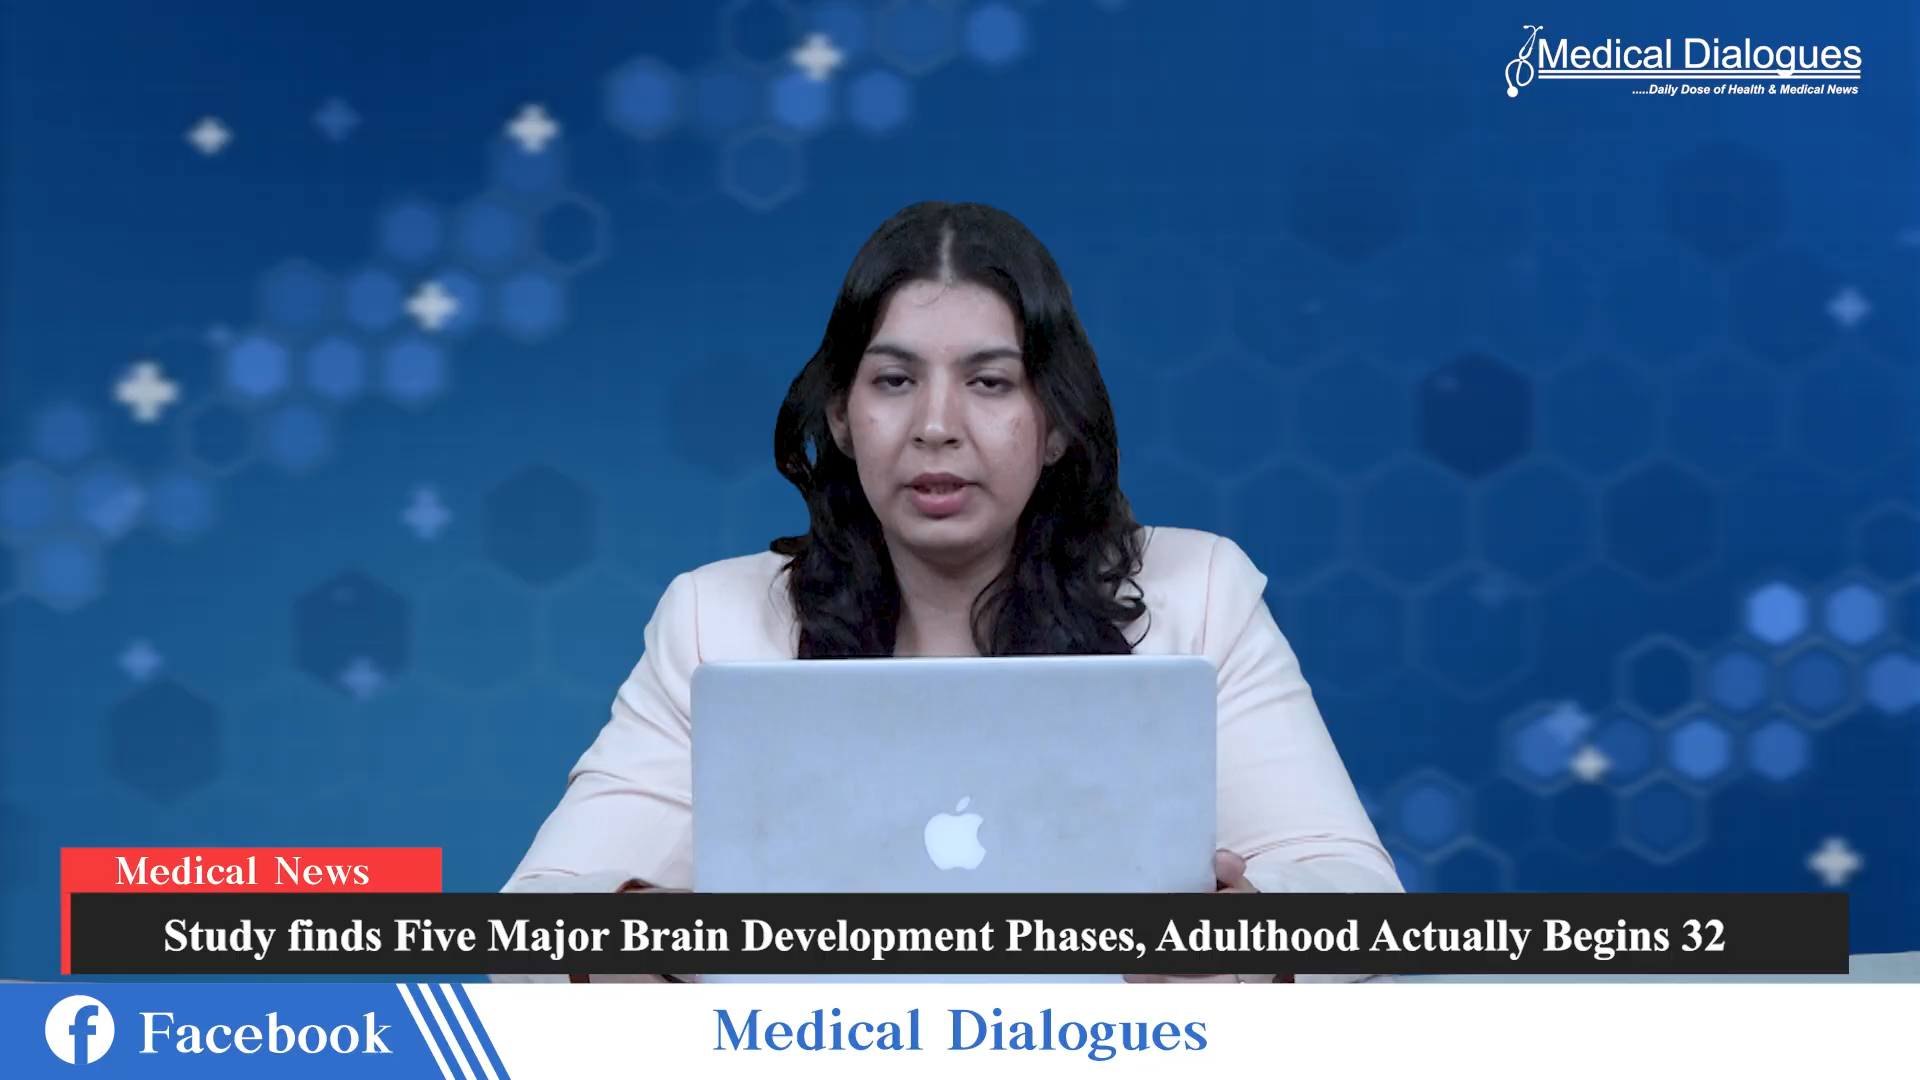 Medical Dialogues
.....Daily Dose of Health & Medical News
Medical News
Study finds Five Major Brain Development Phases, Adulthood Actually Begins 32
Facebook
Medical Dialogues